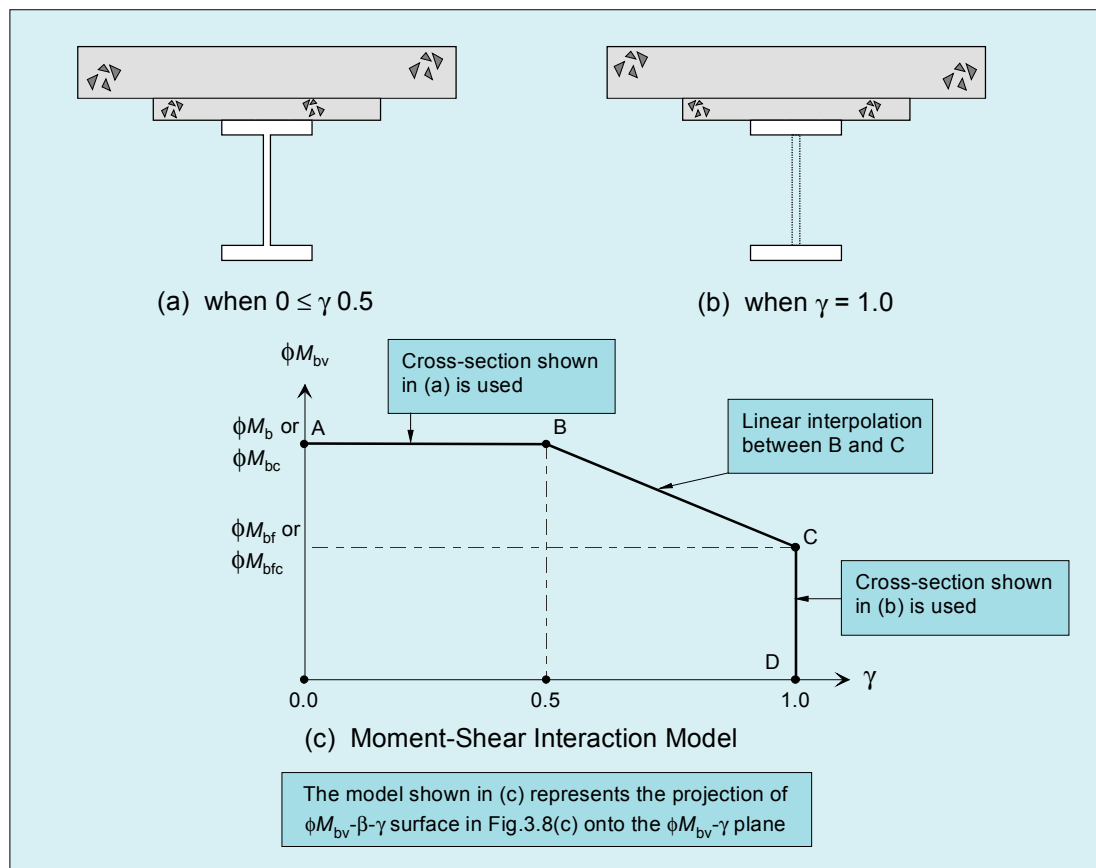 (a) when 0 ≤ γ 0.5
(b) when γ = 1.0
ϕMbv
Cross-section shown
in (a) is used
ϕMb or
ϕMbc
A
B
Linear interpolation
between B and C
ϕMbf or
ϕMbfc
C
Cross-section shown
in (b) is used
D
0.0
0.5
1.0
γ
(c) Moment-Shear Interaction Model
The model shown in (c) represents the projection of
ϕMbv-β-γ surface in Fig.3.8(c) onto the ϕMbv-γ plane